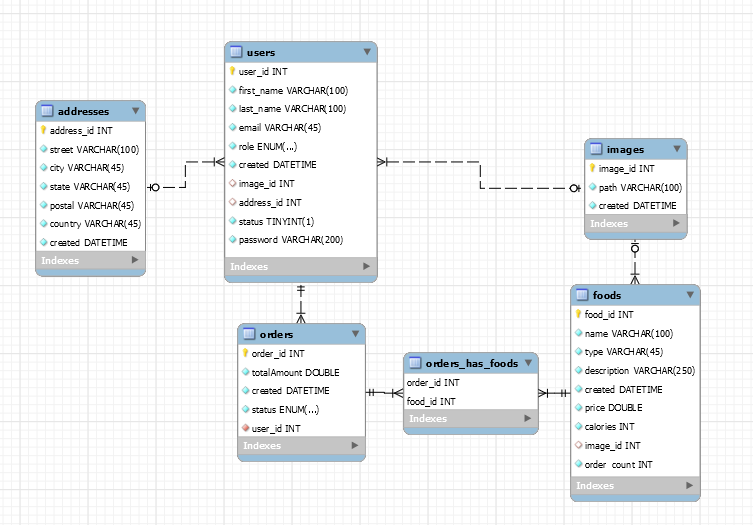 users
user_id INT
first_name VARCHAR(100)
last_name VARCHAR(100)
email VARCHAR(45)
role ENUM(...)
created DATETIME
image_id INT
address_id INT
status TINYINT(1)
password VARCHAR(200)
Indexes
addresses
address_id INT
street VARCHAR(100)
city VARCHAR(45)
state VARCHAR(45)
postal VARCHAR(45)
country VARCHAR(45)
created DATETIME
Indexes
images
image_id INT
path VARCHAR(100)
created DATETIME
Indexes
foods
food_id INT
name VARCHAR(100)
type VARCHAR(45)
description VARCHAR(250)
created DATETIME
price DOUBLE
calories INT
image_id INT
order_count INT
Indexes
orders
order_id INT
totalAmount DOUBLE
created DATETIME
status ENUM(...)
user_id INT
Indexes
orders_has_foods
order_id INT
food_id INT
Indexes